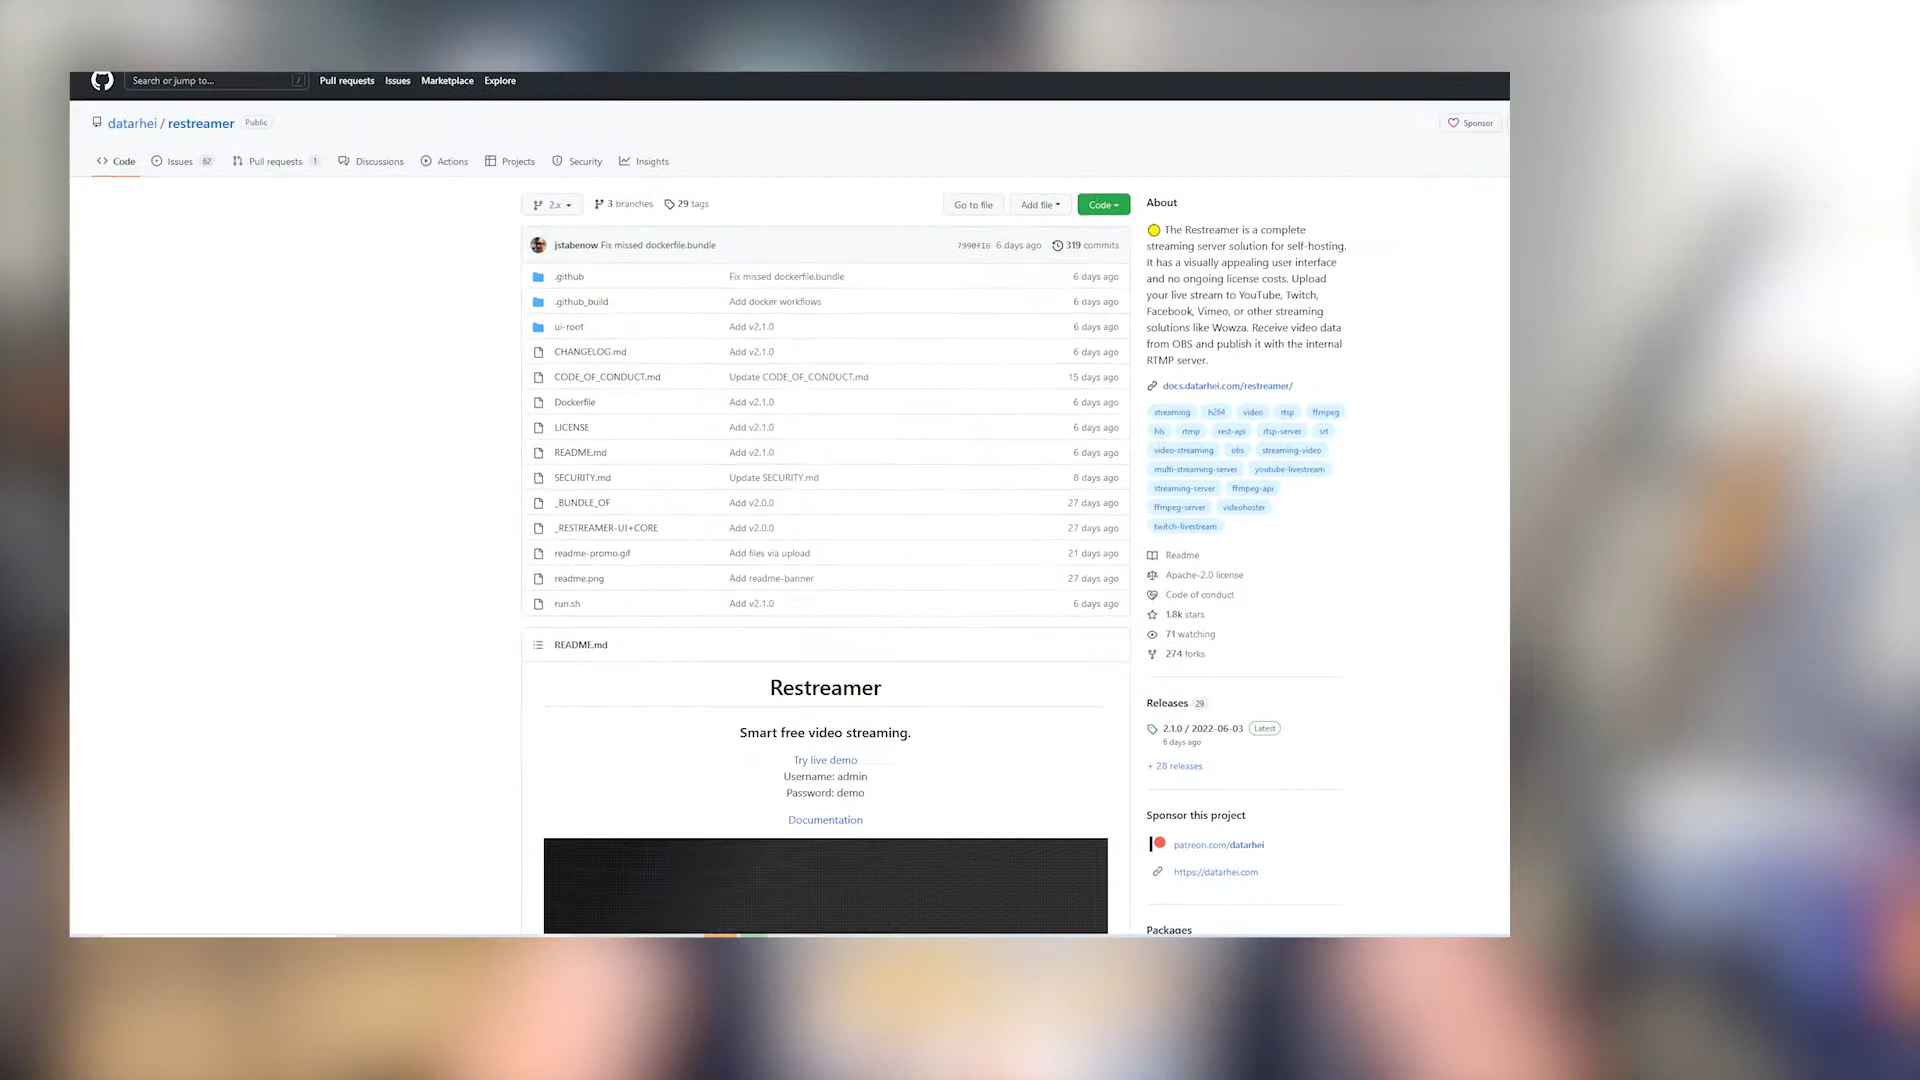 Search or jump to... /
Pull requests Issues Marketplace Explore
datarhei / restreamer Public
Sponsor
Code Issues 62 Pull requests 1 Discussions Actions Projects Security Insights
2.x 3 branches 29 tags
Go to file Add file Code
jstabenow Fix missed dockerfile.bundle 7990f16 6 days ago 319 commits
.github Fix missed dockerfile.bundle 6 days ago
.github_build Add docker workflows 6 days ago
ui-root Add v2.1.0 6 days ago
CHANGELOG.md Add v2.1.0 6 days ago
CODE_OF_CONDUCT.md Update CODE_OF_CONDUCT.md 15 days ago
Dockerfile Add v2.1.0 6 days ago
LICENSE Add v2.1.0 6 days ago
README.md Add v2.1.0 6 days ago
SECURITY.md Update SECURITY.md 8 days ago
_BUNDLE_OF Add v2.0.0 27 days ago
_RESTREAMER-UI+CORE Add v2.0.0 27 days ago
readme-promo.gif Add files via upload 21 days ago
readme.png Add readme-banner 27 days ago
run.sh Add v2.1.0 6 days ago
README.md
Restreamer
Smart free video streaming.
Try live demo
Username: admin
Password: demo
Documentation
About
The Restreamer is a complete
streaming server solution for self-hosting.
It has a visually appealing user interface
and no ongoing license costs. Upload
your live stream to YouTube, Twitch,
Facebook, Vimeo, or other streaming
solutions like Wowza. Receive video data
from OBS and publish it with the internal
RTMP server.
docs.datarhei.com/restreamer/
streaming h264 video rtsp ffmpeg
hls rtmp rest-api rtsp-server srt
video-streaming obs streaming-video
multi-streaming-server youtube-livestream
streaming-server ffmpeg-api
ffmpeg-server videohoster
twitch-livestream
Readme
Apache-2.0 license
Code of conduct
1.8k stars
71 watching
274 forks
Releases 29
2.1.0 / 2022-06-03 Latest
6 days ago
+ 28 releases
Sponsor this project
patreon.com/datarhei
https://datarhei.com
Packages